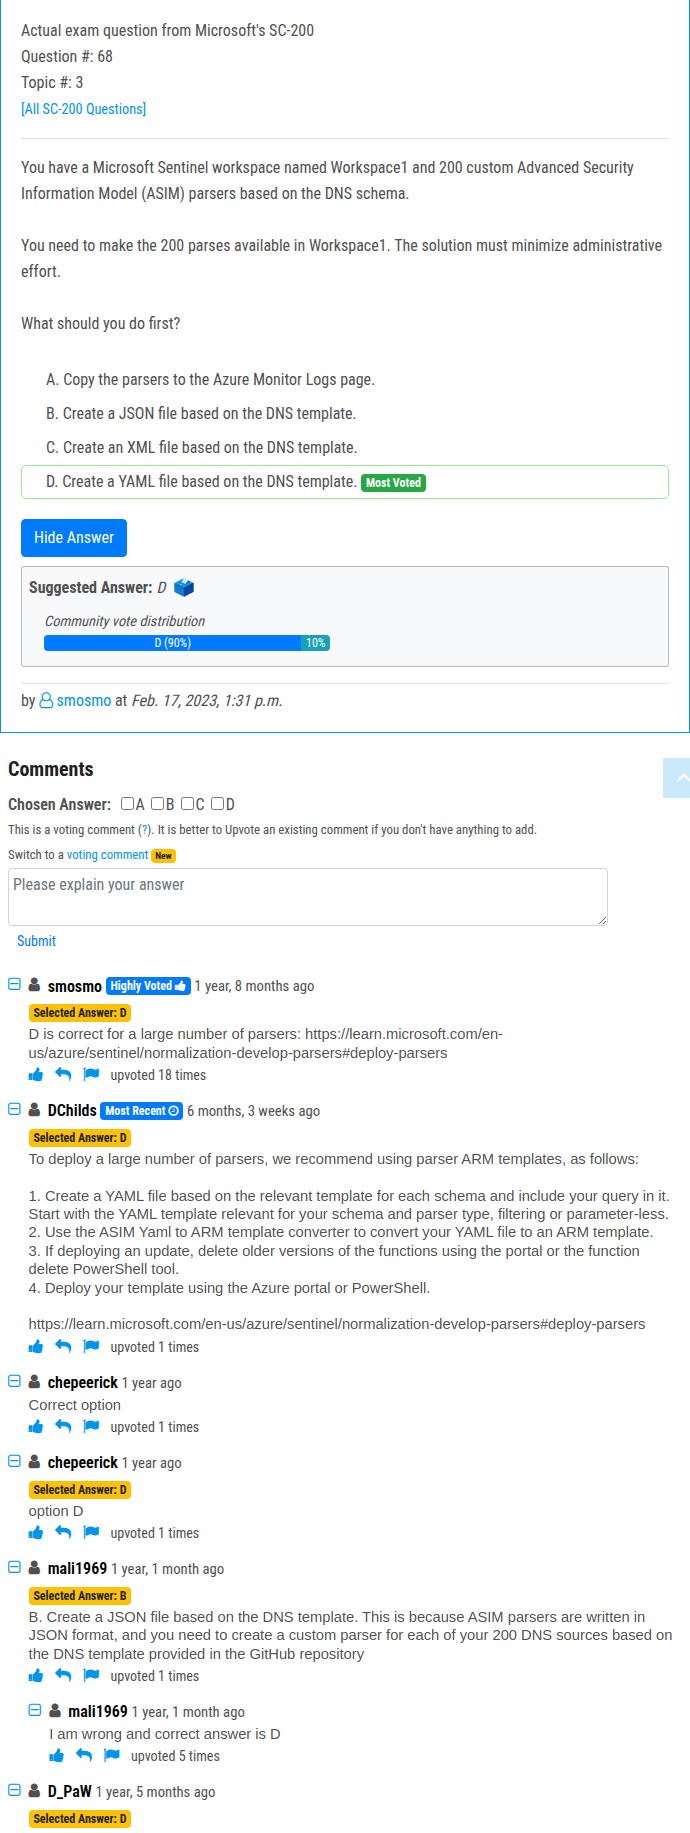 Actual exam question from Microsoft's SC-200
Question #: 68
Topic #: 3
[All SC-200 Questions]
You have a Microsoft Sentinel workspace named Workspace1 and 200 custom Advanced Security
Information Model (ASIM) parsers based on the DNS schema.
You need to make the 200 parses available in Workspace1. The solution must minimize administrative
effort.
What should you do first?
A. Copy the parsers to the Azure Monitor Logs page.
B. Create a JSON file based on the DNS template.
C. Create an XML file based on the DNS template.
D. Create a YAML file based on the DNS template. Most Voted
Hide Answer
Suggested Answer: D
Community vote distribution
D (90%) 10%
by smosmo at Feb. 17, 2023, 1:31 p.m.
Comments
Chosen Answer: A B C D
This is a voting comment (?). It is better to Upvote an existing comment if you don't have anything to add.
Switch to a voting comment New
Please explain your answer
Submit
smosmo Highly Voted 1 year, 8 months ago
Selected Answer: D
D is correct for a large number of parsers: https://learn.microsoft.com/en-
us/azure/sentinel/normalization-develop-parsers#deploy-parsers
upvoted 18 times
DChilds Most Recent 6 months, 3 weeks ago
Selected Answer: D
To deploy a large number of parsers, we recommend using parser ARM templates, as follows:
1. Create a YAML file based on the relevant template for each schema and include your query in it.
Start with the YAML template relevant for your schema and parser type, filtering or parameter-less.
2. Use the ASIM Yaml to ARM template converter to convert your YAML file to an ARM template.
3. If deploying an update, delete older versions of the functions using the portal or the function
delete PowerShell tool.
4. Deploy your template using the Azure portal or PowerShell.
https://learn.microsoft.com/en-us/azure/sentinel/normalization-develop-parsers#deploy-parsers
upvoted 1 times
chepeerick 1 year ago
Correct option
upvoted 1 times
chepeerick 1 year ago
Selected Answer: D
option D
upvoted 1 times
mali1969 1 year, 1 month ago
Selected Answer: B
B. Create a JSON file based on the DNS template. This is because ASIM parsers are written in
JSON format, and you need to create a custom parser for each of your 200 DNS sources based on
the DNS template provided in the GitHub repository
upvoted 1 times
mali1969 1 year, 1 month ago
I am wrong and correct answer is D
upvoted 5 times
D_PaW 1 year, 5 months ago
Selected Answer: D